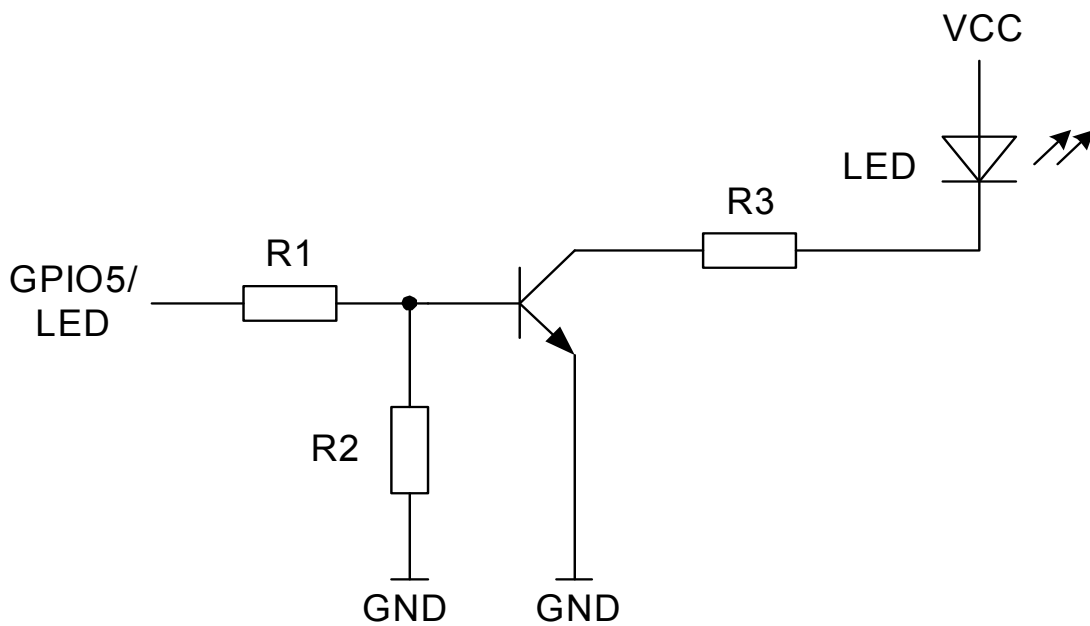 VCC
LED
R3
R1
GPIO5/
LED
R2
GND
GND